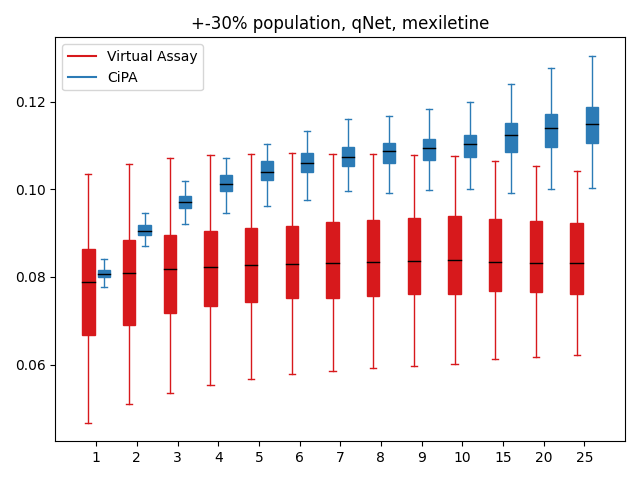 +-30% population, qNet, mexiletine
Virtual Assay
CiPA
0.12
0.10
0.08
0.06
1 2 3 4 5 6 7 8 9 10 15 20 25